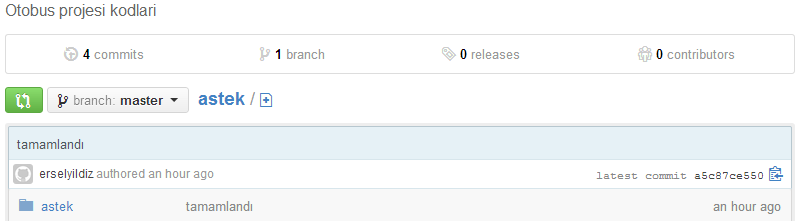 Otobus projesi kodlari
4 commits 1 branch 0 releases 0 contributors
branch: master astek /
tamamlandı
erselyildiz authored an hour ago latest commit a5c87ce550
astek tamamlandı an hour ago